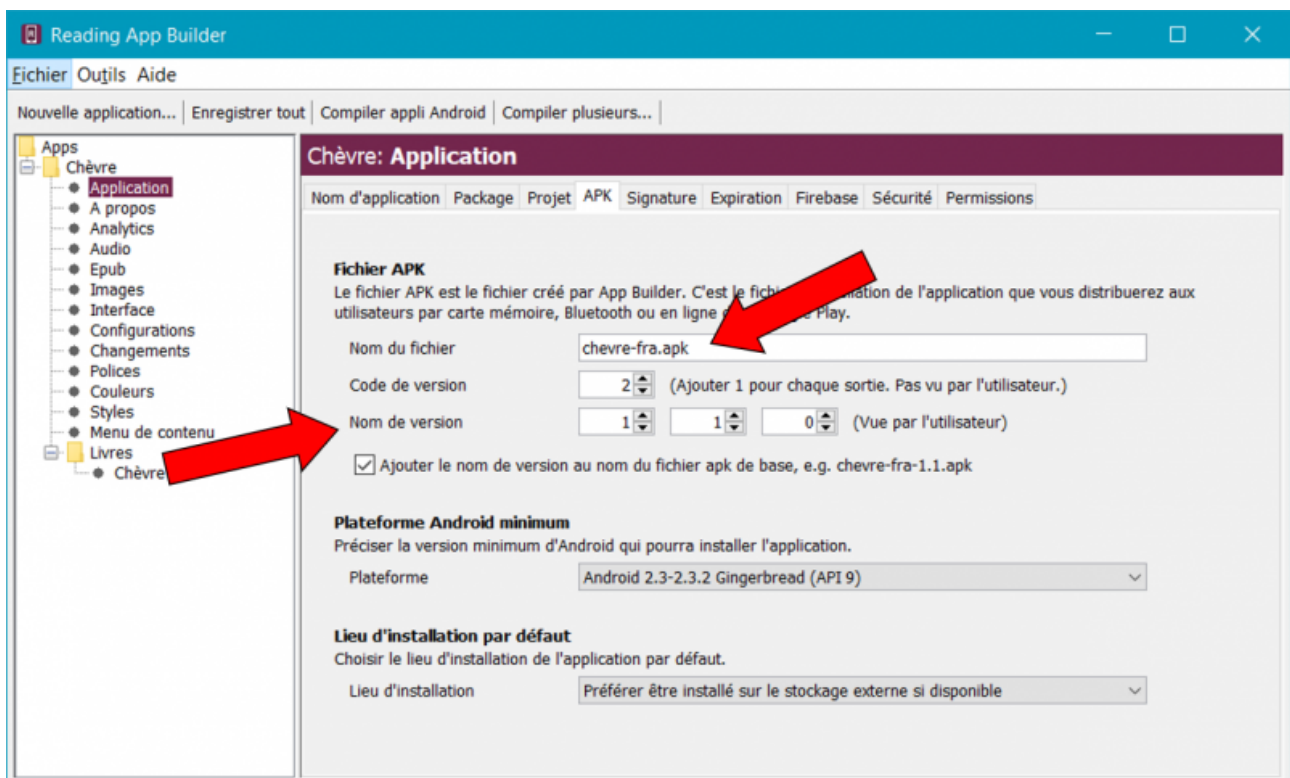 Reading App Builder
Fichier Outils Aide
Nouvelle application... Enregistrer tout Compiler appli Android Compiler plusieurs...
Apps
Chèvre
Application
A propos
Analytics
Audio
Epub
Images
Interface
Configurations
Changements
Polices
Couleurs
Styles
Menu de contenu
Livres
Chèvre
Chèvre: Application
Nom d'application Package Projet APK Signature Expiration Firebase Sécurité Permissions
Fichier APK
Le fichier APK est le fichier créé par App Builder. C'est le de l'application que vous distribuerez aux
utilisateurs par carte mémoire, Bluetooth ou en ligne Play.
Nom du fichier chevre-fra.apk
Code de version 2 (Ajouter 1 pour chaque sortie. Pas vu par l'utilisateur.)
Nom de version 1 1 0 (Vue par l'utilisateur)
Ajouter le nom de version au nom du fichier apk de base, e.g. chevre-fra-1.1.apk
Plateforme Android minimum
Préciser la version minimum d'Android qui pourra installer l'application.
Plateforme Android 2.3-2.3.2 Gingerbread (API 9)
Lieu d'installation par défaut
Choisir le lieu d'installation de l'application par défaut.
Lieu d'installation Préférer être installé sur le stockage externe si disponible